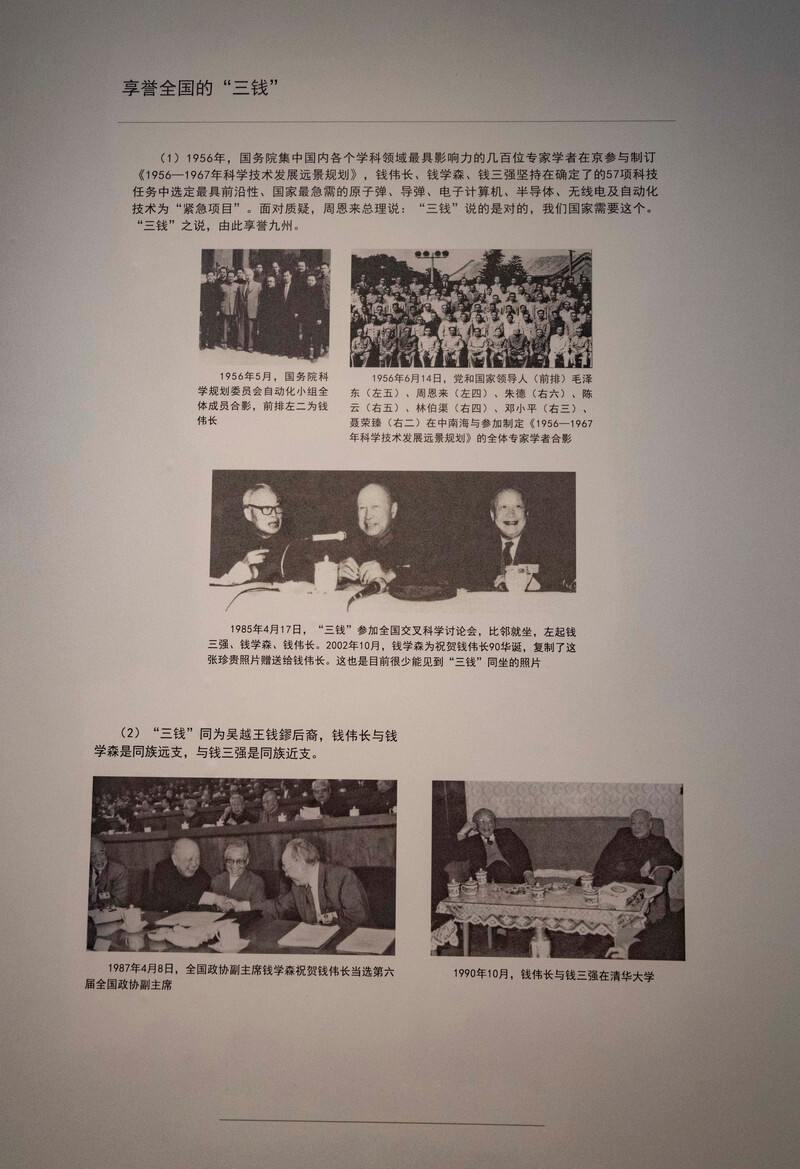 享誉全国的“三钱”
（1）1956年，国务院集中国内各个学科领域最具影响力的几百位专家学者在京参与制订
《1956—1967年科学技术发展远景规划》，钱伟长、钱学森、钱三强坚持在确定了的57项科技
任务中选定最具前沿性、国家最急需的原子弹、导弹、电子计算机、半导体、无线电及自动化
技术为“紧急项目”。面对质疑，周恩来总理说：“三钱”说的是对的，我们国家需要这个。
“三钱”之说，由此享誉九州。
1956年5月，国务院科
学规划委员会自动化小组全
体成员合影，前排左二为钱
伟长
1956年6月14日，党和国家领导人（前排）毛泽
东（左五）、周恩来（左四）、朱德（右六）、陈
云（右五）、林伯渠（右四）、邓小平（右三）、
聂荣臻（右二）在中南海与参加制定《1956—1967
年科学技术发展远景规划》的全体专家学者合影
1985年4月17日，“三钱”参加全国交叉科学讨论会，比邻就坐，左起钱
三强、钱学森、钱伟长。2002年10月，钱学森为祝贺钱伟长90华诞，复制了这
张珍贵照片赠送给钱伟长。这也是目前很少能见到“三钱”同坐的照片
（2）“三钱”同为吴越王钱鏐后裔，钱伟长与钱
学森是同族远支，与钱三强是同族近支。
1987年4月8日，全国政协副主席钱学森祝贺钱伟长当选第六
届全国政协副主席
1990年10月，钱伟长与钱三强在清华大学